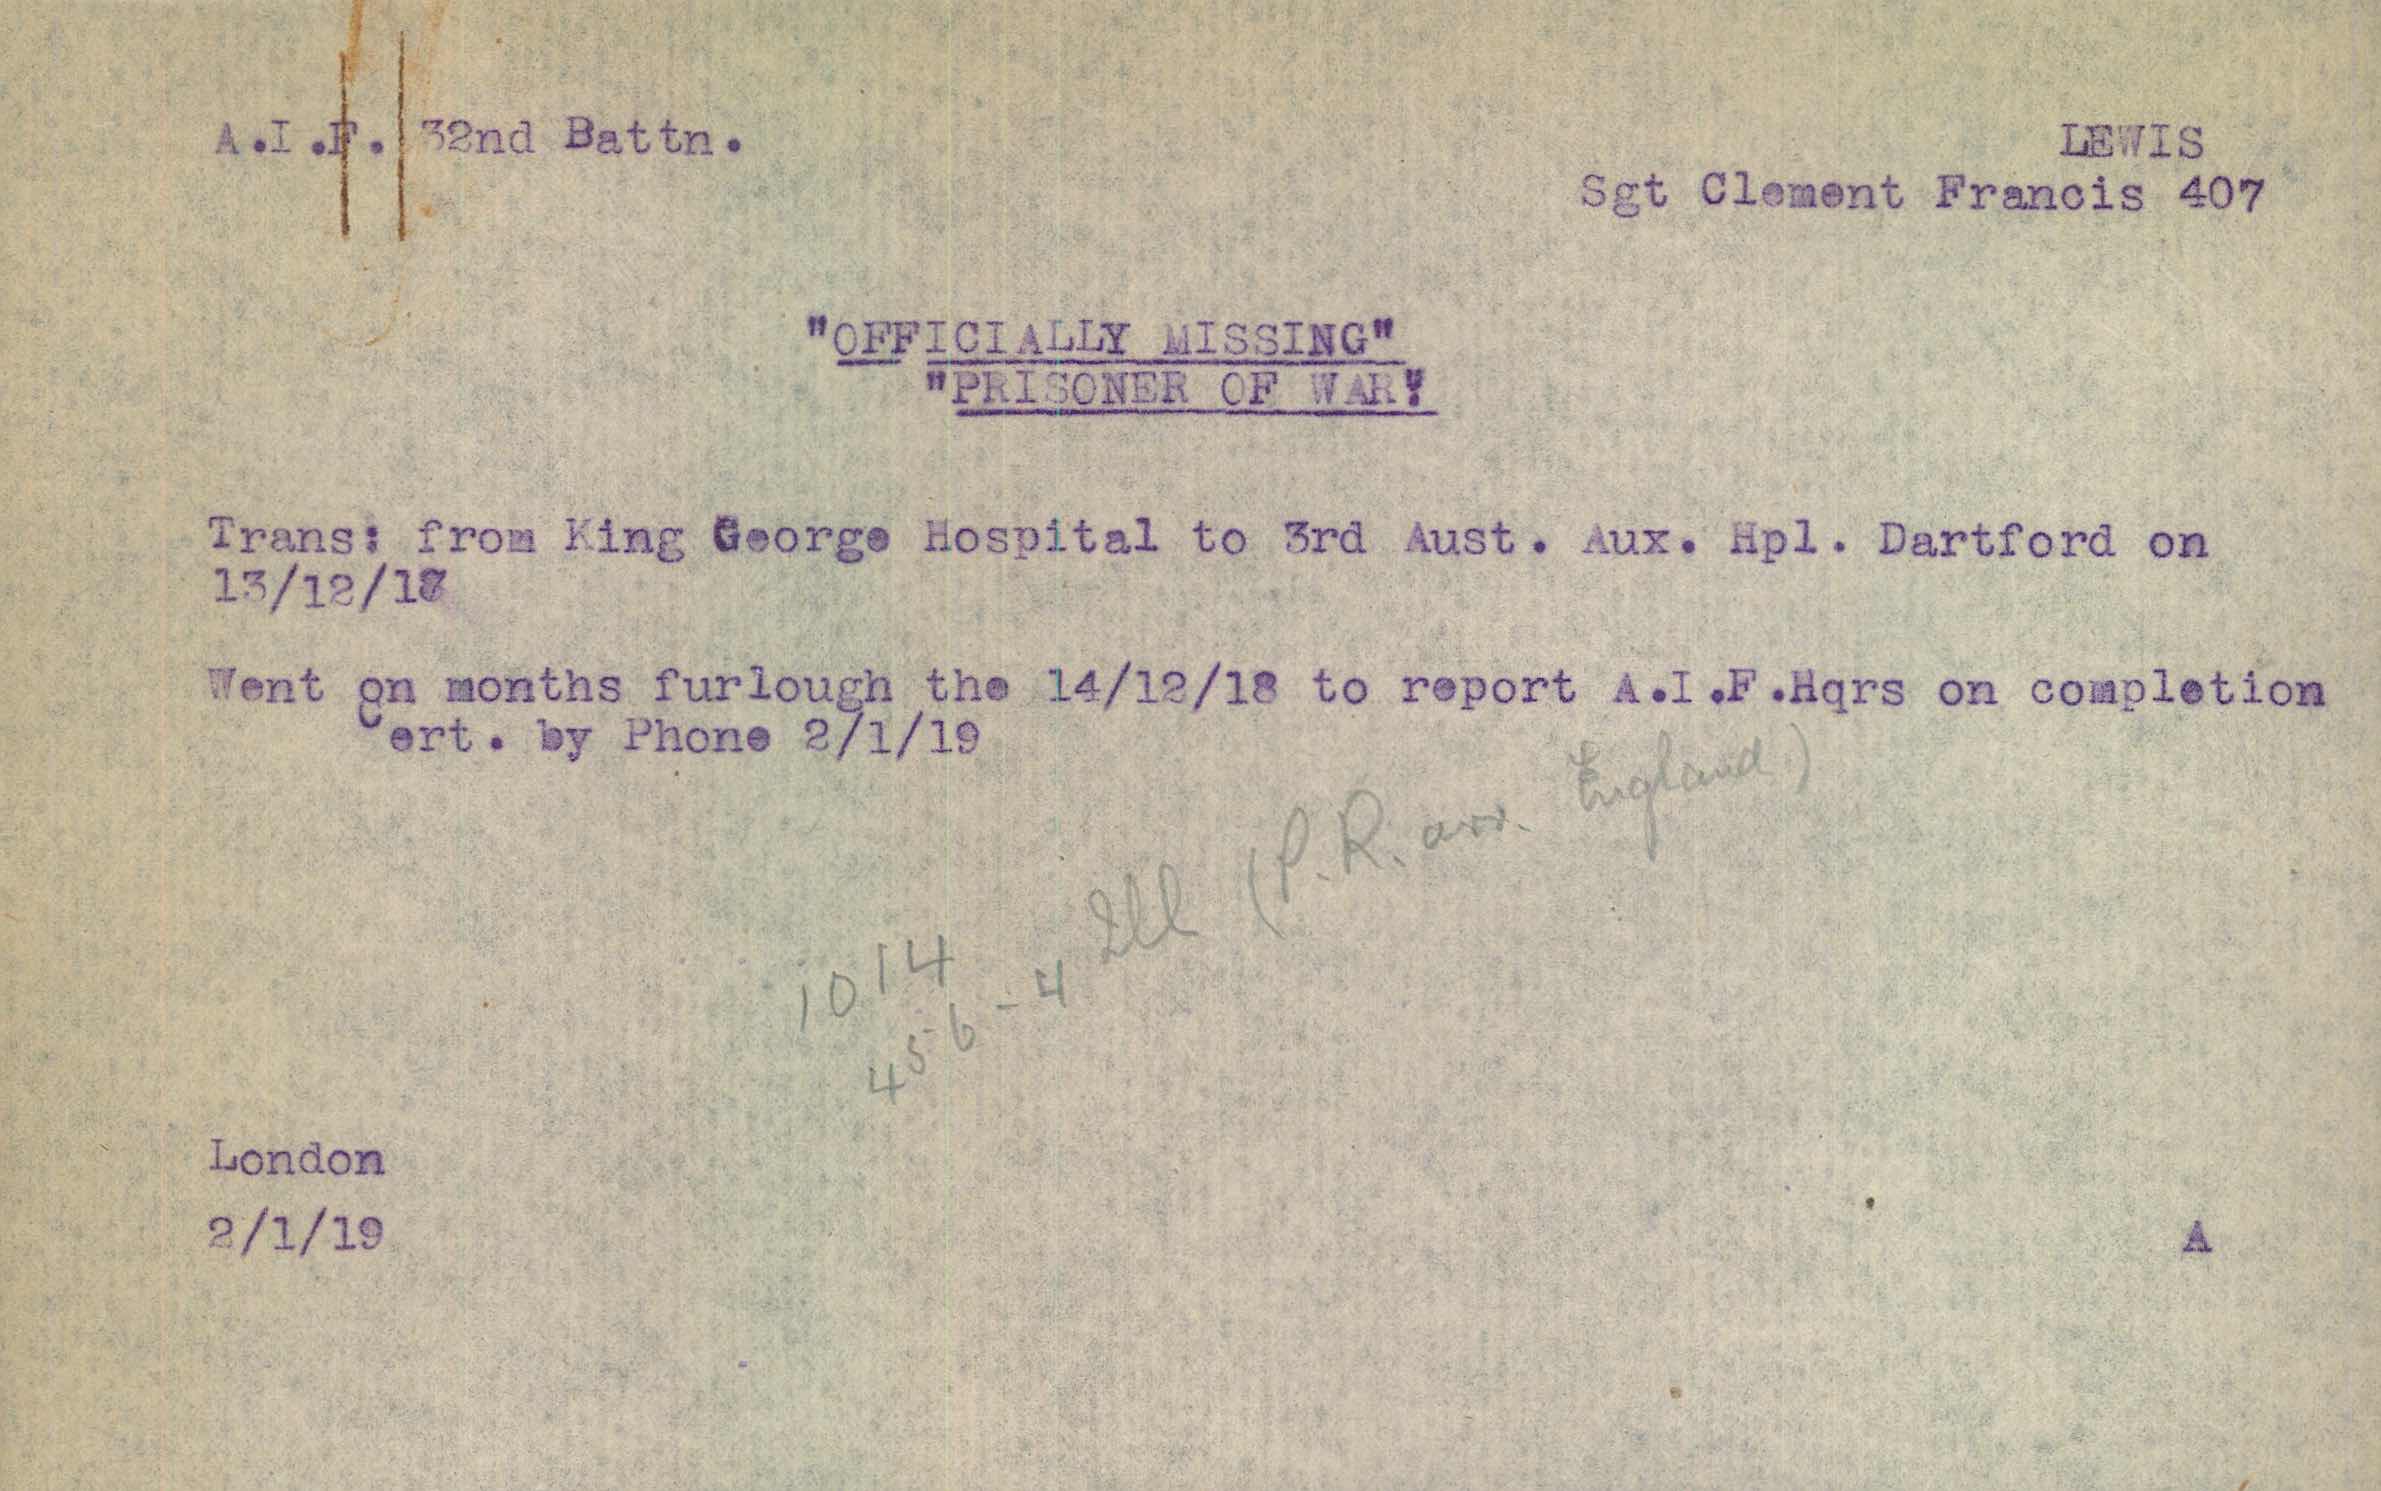 A.I.F. 32nd Battn.
LEWIS
Sgt Clement Francis 407
"OFFICIALLY MISSING"
"PRISONER OF WAR"
Trans: from King George Hospital to 3rd Aust. Aux. Hpl. Dartford on
13/12/18
Went on months furlough the 14/12/18 to report A.I.F.Hqrs on completion
Cert. by Phone 2/1/19
1014
456-4 Ill (P.R. arr. England)
London
2/1/19
A